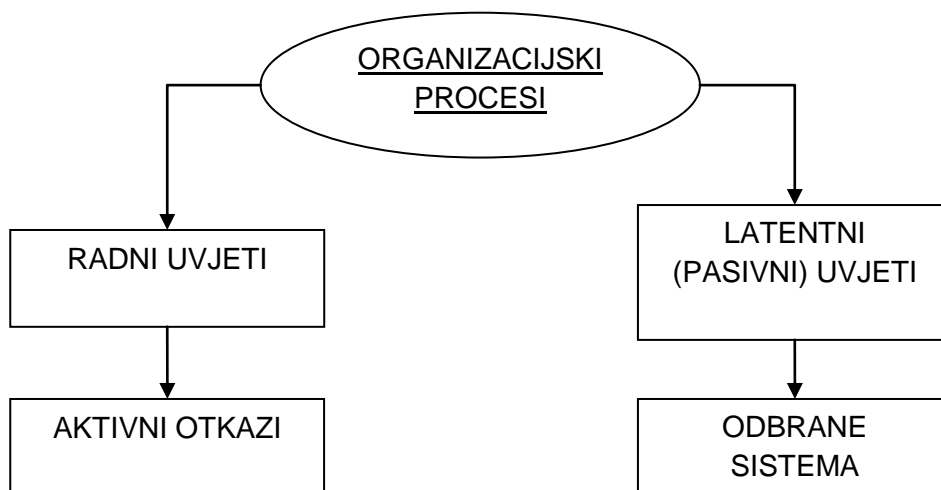 ORGANIZACIJSKI
PROCESI
RADNI UVJETI
LATENTNI
(PASIVNI) UVJETI
AKTIVNI OTKAZI
ODBRANE
SISTEMA